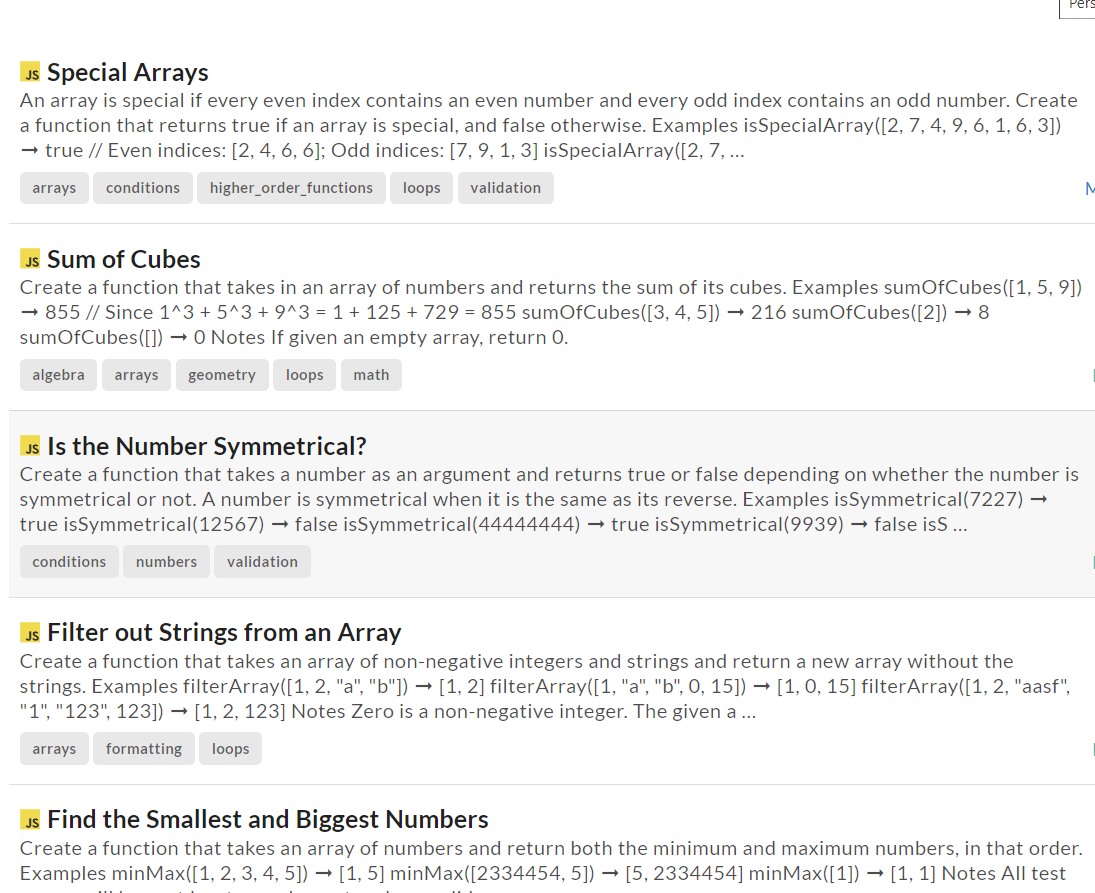 Pers
JS Special Arrays
An array is special if every even index contains an even number and every odd index contains an odd number. Create
a function that returns true if an array is special, and false otherwise. Examples isSpecialArray([2, 7, 4, 9, 6, 1, 6, 3])
→ true // Even indices: [2, 4, 6, 6]; Odd indices: [7, 9, 1, 3] isSpecialArray([2, 7, ...
arrays conditions higher_order_functions loops validation
JS Sum of Cubes
Create a function that takes in an array of numbers and returns the sum of its cubes. Examples sumOfCubes([1, 5, 9])
→ 855 // Since 1^3 + 5^3 + 9^3 = 1 + 125 + 729 = 855 sumOfCubes([3, 4, 5]) → 216 sumOfCubes([2]) → 8
sumOfCubes([]) → 0 Notes If given an empty array, return 0.
algebra arrays geometry loops math
JS Is the Number Symmetrical?
Create a function that takes a number as an argument and returns true or false depending on whether the number is
symmetrical or not. A number is symmetrical when it is the same as its reverse. Examples isSymmetrical(7227) →
true isSymmetrical(12567) → false isSymmetrical(44444444) → true isSymmetrical(9939) → false isS ...
conditions numbers validation
JS Filter out Strings from an Array
Create a function that takes an array of non-negative integers and strings and return a new array without the
strings. Examples filterArray([1, 2, "a", "b"]) → [1, 2] filterArray([1, "a", "b", 0, 15]) → [1, 0, 15] filterArray([1, 2, "aasf",
"1", "123", 123]) → [1, 2, 123] Notes Zero is a non-negative integer. The given a ...
arrays formatting loops
JS Find the Smallest and Biggest Numbers
Create a function that takes an array of numbers and return both the minimum and maximum numbers, in that order.
Examples minMax([1, 2, 3, 4, 5]) → [1, 5] minMax([2334454, 5]) → [5, 2334454] minMax([1]) → [1, 1] Notes All test